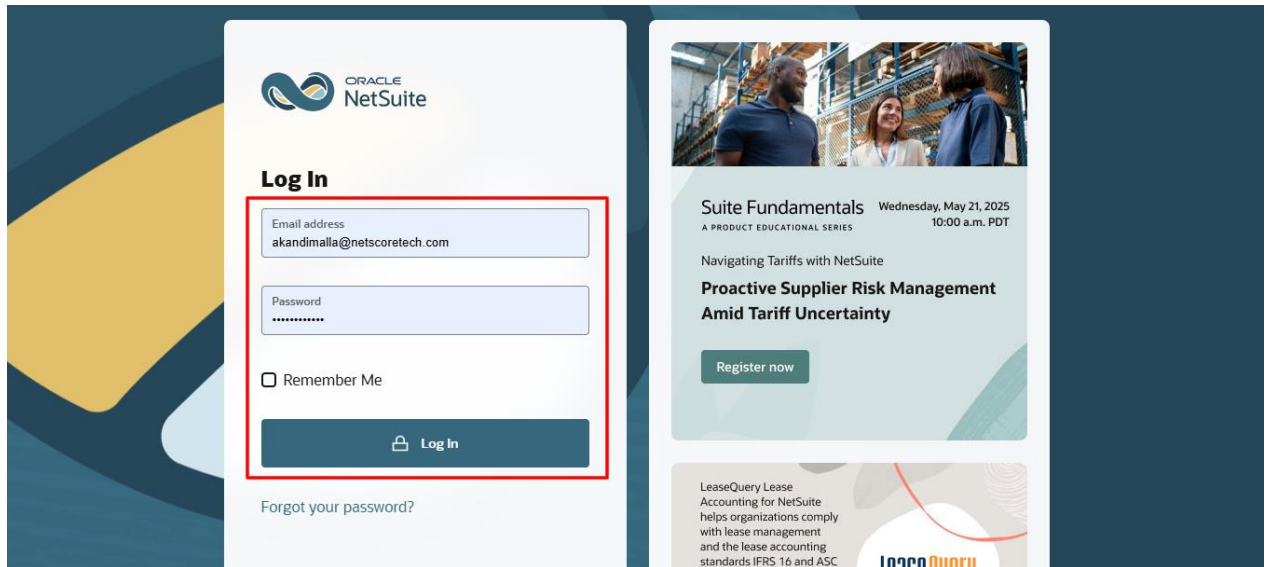 ORACLE
NetSuite
Log In
Email address
akandimalla@netscoretech.com
Password
••••••••••••
Remember Me
Log In
Forgot your password?
Suite Fundamentals
A PRODUCT EDUCATIONAL SERIES
Wednesday, May 21, 2025
10:00 a.m. PDT
Navigating Tariffs with NetSuite
Proactive Supplier Risk Management
Amid Tariff Uncertainty
Register now
LeaseQuery Lease
Accounting for NetSuite
helps organizations comply
with lease management
and the lease accounting
standards IFRS 16 and ASC
LeaseQuery